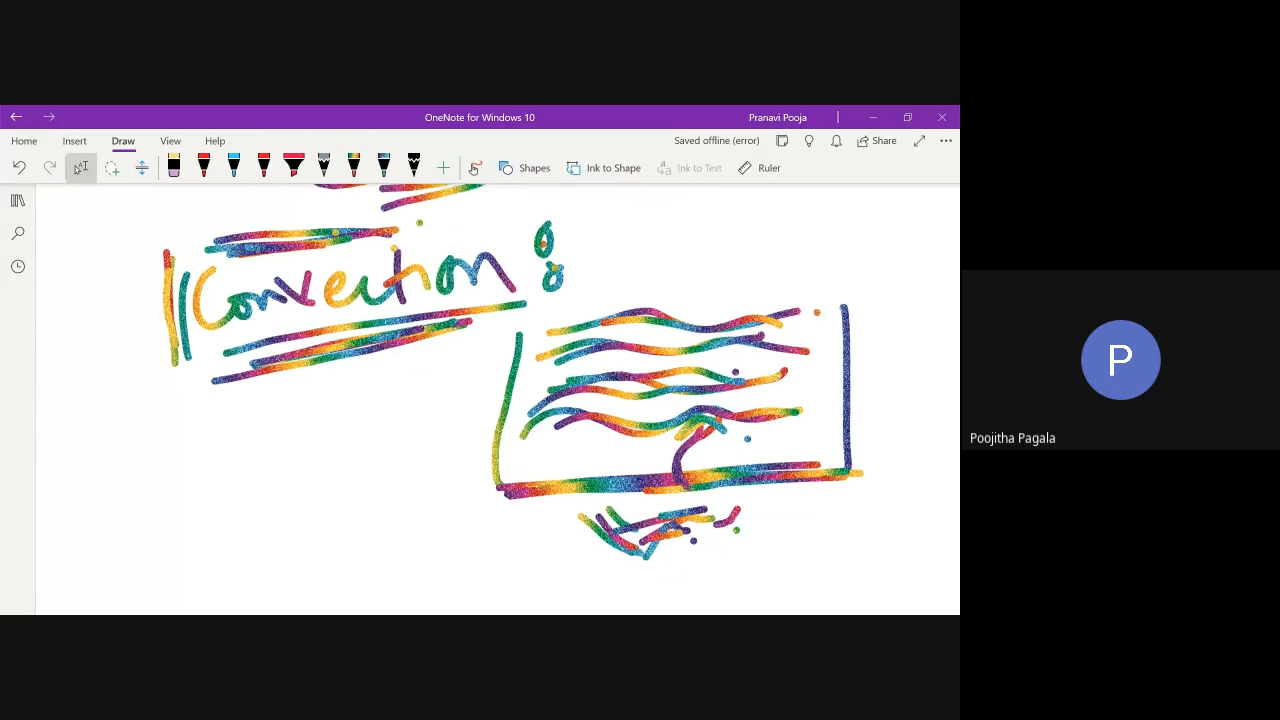 OneNote for Windows 10
Pranavi Pooja
Home Insert Draw View Help
Saved offline (error) Share
Shapes Ink to Shape Ink to Text Ruler
Convection :
P
Poojitha Pagala